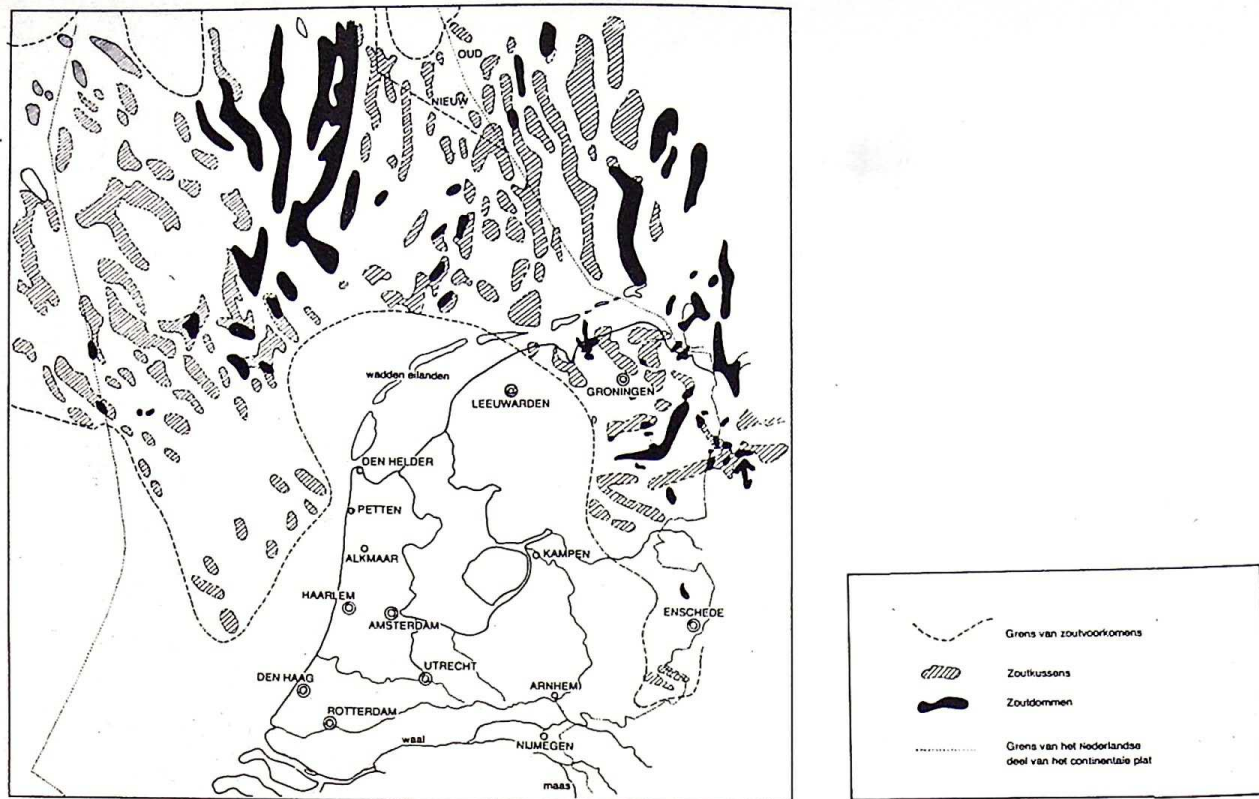 OUD
NIEUW
wadden eilanden
LEEUWARDEN
GRONINGEN
DEN HELDER
PETTEN
ALKMAAR
KAMPEN
HAARLEM
AMSTERDAM
ENSCHEDE
DEN HAAG
UTRECHT
ARNHEM
ROTTERDAM
waal
NIJMEGEN
maas
Grens van zoutvoorkomens
Zoutkussens
Zoutdommen
Grens van het Nederlandse
deel van het continentale plat